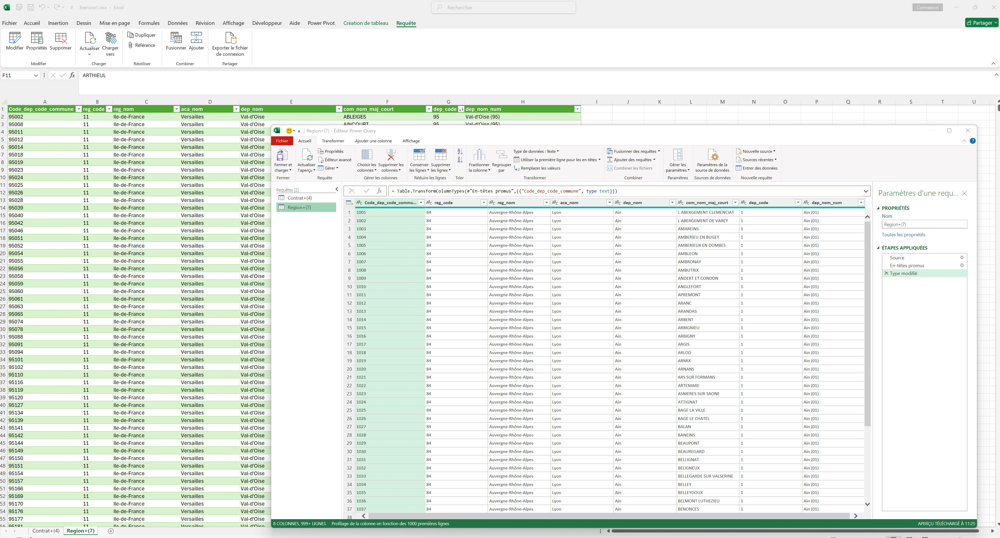 Exercice1.xlsx - Excel
Rechercher
Connexion
Fichier Accueil Insertion Dessin Mise en page Formules Données Révision Affichage Développeur Aide Power Pivot Création de tableau Requête
Partager
Modifier Propriétés Supprimer Actualiser Charger vers Dupliquer Référence Fusionner Ajouter Exporter le fichier de connexion
Modifier Charger Réutiliser Combiner Partager
F11 fx ARTHIEUL
A B C D E F G H I J K L M N O P Q R S T U
1 Code_dep_code_commune reg_code reg_nom aca_nom dep_nom com_nom_maj_court dep_code dep_nom_num
2 95002 11 Ile-de-France Versailles Val-d'Oise ABLEIGES 95 Val-d'Oise (95)
3 95008 11 Ile-de-France Versailles Val-d'Oise AINCOURT 95 Val-d'Oise (95)
4 95011 11 Ile-de-France Versailles Val-d'Oise
5 95012 11 Ile-de-France Versailles Val-d'Oise
6 95014 11 Ile-de-France Versailles Val-d'Oise
7 95018 11 Ile-de-France Versailles Val-d'Oise
8 95019 11 Ile-de-France Versailles Val-d'Oise
9 95023 11 Ile-de-France Versailles Val-d'Oise
10 95024 11 Ile-de-France Versailles Val-d'Oise
11 95025 11 Ile-de-France Versailles Val-d'Oise
12 95026 11 Ile-de-France Versailles Val-d'Oise
13 95028 11 Ile-de-France Versailles Val-d'Oise
14 95039 11 Ile-de-France Versailles Val-d'Oise
15 95040 11 Ile-de-France Versailles Val-d'Oise
16 95042 11 Ile-de-France Versailles Val-d'Oise
17 95046 11 Ile-de-France Versailles Val-d'Oise
18 95051 11 Ile-de-France Versailles Val-d'Oise
19 95052 11 Ile-de-France Versailles Val-d'Oise
20 95054 11 Ile-de-France Versailles Val-d'Oise
21 95055 11 Ile-de-France Versailles Val-d'Oise
22 95056 11 Ile-de-France Versailles Val-d'Oise
23 95058 11 Ile-de-France Versailles Val-d'Oise
24 95059 11 Ile-de-France Versailles Val-d'Oise
25 95060 11 Ile-de-France Versailles Val-d'Oise
26 95061 11 Ile-de-France Versailles Val-d'Oise
27 95063 11 Ile-de-France Versailles Val-d'Oise
28 95065 11 Ile-de-France Versailles Val-d'Oise
29 95074 11 Ile-de-France Versailles Val-d'Oise
30 95078 11 Ile-de-France Versailles Val-d'Oise
31 95088 11 Ile-de-France Versailles Val-d'Oise
32 95091 11 Ile-de-France Versailles Val-d'Oise
33 95094 11 Ile-de-France Versailles Val-d'Oise
34 95101 11 Ile-de-France Versailles Val-d'Oise
35 95102 11 Ile-de-France Versailles Val-d'Oise
36 95110 11 Ile-de-France Versailles Val-d'Oise
37 95116 11 Ile-de-France Versailles Val-d'Oise
38 95119 11 Ile-de-France Versailles Val-d'Oise
39 95120 11 Ile-de-France Versailles Val-d'Oise
40 95127 11 Ile-de-France Versailles Val-d'Oise
41 95134 11 Ile-de-France Versailles Val-d'Oise
42 95139 11 Ile-de-France Versailles Val-d'Oise
43 95141 11 Ile-de-France Versailles Val-d'Oise
44 95142 11 Ile-de-France Versailles Val-d'Oise
45 95144 11 Ile-de-France Versailles Val-d'Oise
46 95149 11 Ile-de-France Versailles Val-d'Oise
47 95150 11 Ile-de-France Versailles Val-d'Oise
48 95151 11 Ile-de-France Versailles Val-d'Oise
49 95154 11 Ile-de-France Versailles Val-d'Oise
50 95157 11 Ile-de-France Versailles Val-d'Oise
51 95166 11 Ile-de-France Versailles Val-d'Oise
52 95169 11 Ile-de-France Versailles Val-d'Oise
53 95170 11 Ile-de-France Versailles Val-d'Oise
54 95176 11 Ile-de-France Versailles Val-d'Oise
55 95177 11 Ile-de-France Versailles Val-d'Oise
56 95181 11 Ile-de-France Versailles Val-d'Oise
Contrat+(4) Region+(7)
Region+(7) - Éditeur Power Query
Fichier Accueil Transformer Ajouter une colonne Affichage
Fermer et charger
Actualiser l'aperçu
Propriétés
Éditeur avancé
Gérer
Choisir les colonnes
Supprimer les colonnes
Conserver les lignes
Supprimer les lignes
Fractionner la colonne
Regrouper par
Type de données : Texte
Utiliser la première ligne pour les en-têtes
Remplacer les valeurs
Fusionner des requêtes
Ajouter des requêtes
Combiner les fichiers
Gérer les paramètres
Paramètres de la source de données
Nouvelle source
Sources récentes
Entrer des données
Fermer Requête Gérer les colonnes Réduire les lignes Trier Transformer Combiner Paramètres Sources de données Nouvelle requête
Requêtes [2]
Contrat+(4)
Region+(7)
fx = Table.TransformColumnTypes(#"En-têtes promus",{{"Code_dep_code_commune", type text}})
Code_dep_code_commu... reg_code reg_nom aca_nom dep_nom com_nom_maj_court dep_code dep_nom_num
1 1001 84 Auvergne-Rhône-Alpes Lyon Ain L ABERGEMENT CLEMENCIAT 1 Ain (01)
2 1002 84 Auvergne-Rhône-Alpes Lyon Ain L ABERGEMENT DE VAREY 1 Ain (01)
3 1003 84 Auvergne-Rhône-Alpes Lyon Ain AMAREINS 1 Ain (01)
4 1004 84 Auvergne-Rhône-Alpes Lyon Ain AMBERIEU EN BUGEY 1 Ain (01)
5 1005 84 Auvergne-Rhône-Alpes Lyon Ain AMBERIEUX EN DOMBES 1 Ain (01)
6 1006 84 Auvergne-Rhône-Alpes Lyon Ain AMBLEON 1 Ain (01)
7 1007 84 Auvergne-Rhône-Alpes Lyon Ain AMBRONAY 1 Ain (01)
8 1008 84 Auvergne-Rhône-Alpes Lyon Ain AMBUTRIX 1 Ain (01)
9 1009 84 Auvergne-Rhône-Alpes Lyon Ain ANDERT ET CONDON 1 Ain (01)
10 1010 84 Auvergne-Rhône-Alpes Lyon Ain ANGLEFORT 1 Ain (01)
11 1011 84 Auvergne-Rhône-Alpes Lyon Ain APREMONT 1 Ain (01)
12 1012 84 Auvergne-Rhône-Alpes Lyon Ain ARANC 1 Ain (01)
13 1013 84 Auvergne-Rhône-Alpes Lyon Ain ARANDAS 1 Ain (01)
14 1014 84 Auvergne-Rhône-Alpes Lyon Ain ARBENT 1 Ain (01)
15 1015 84 Auvergne-Rhône-Alpes Lyon Ain ARBIGNIEU 1 Ain (01)
16 1016 84 Auvergne-Rhône-Alpes Lyon Ain ARBIGNY 1 Ain (01)
17 1017 84 Auvergne-Rhône-Alpes Lyon Ain ARGIS 1 Ain (01)
18 1018 84 Auvergne-Rhône-Alpes Lyon Ain ARLOD 1 Ain (01)
19 1019 84 Auvergne-Rhône-Alpes Lyon Ain ARMIX 1 Ain (01)
20 1020 84 Auvergne-Rhône-Alpes Lyon Ain ARNANS 1 Ain (01)
21 1021 84 Auvergne-Rhône-Alpes Lyon Ain ARS SUR FORMANS 1 Ain (01)
22 1022 84 Auvergne-Rhône-Alpes Lyon Ain ARTEMARE 1 Ain (01)
23 1023 84 Auvergne-Rhône-Alpes Lyon Ain ASNIERES SUR SAONE 1 Ain (01)
24 1024 84 Auvergne-Rhône-Alpes Lyon Ain ATTIGNAT 1 Ain (01)
25 1025 84 Auvergne-Rhône-Alpes Lyon Ain BAGE LA VILLE 1 Ain (01)
26 1026 84 Auvergne-Rhône-Alpes Lyon Ain BAGE LE CHATEL 1 Ain (01)
27 1027 84 Auvergne-Rhône-Alpes Lyon Ain BALAN 1 Ain (01)
28 1028 84 Auvergne-Rhône-Alpes Lyon Ain BANEINS 1 Ain (01)
29 1029 84 Auvergne-Rhône-Alpes Lyon Ain BEAUPONT 1 Ain (01)
30 1030 84 Auvergne-Rhône-Alpes Lyon Ain BEAUREGARD 1 Ain (01)
31 1031 84 Auvergne-Rhône-Alpes Lyon Ain BELLIGNAT 1 Ain (01)
32 1032 84 Auvergne-Rhône-Alpes Lyon Ain BELIGNEUX 1 Ain (01)
33 1033 84 Auvergne-Rhône-Alpes Lyon Ain BELLEGARDE SUR VALSERINE 1 Ain (01)
34 1034 84 Auvergne-Rhône-Alpes Lyon Ain BELLEY 1 Ain (01)
35 1035 84 Auvergne-Rhône-Alpes Lyon Ain BELLEYDOUX 1 Ain (01)
36 1036 84 Auvergne-Rhône-Alpes Lyon Ain BELMONT LUTHEZIEU 1 Ain (01)
37 1037 84 Auvergne-Rhône-Alpes Lyon Ain BENONCES 1 Ain (01)
38
Paramètres d'une requ...
PROPRIÉTÉS
Nom
Region+(7)
Toutes les propriétés
ÉTAPES APPLIQUÉES
Source
En-têtes promus
Type modifié
8 COLONNES, 999+ LIGNES Profilage de la colonne en fonction des 1000 premières lignes
APERÇU TÉLÉCHARGÉ À 11:25